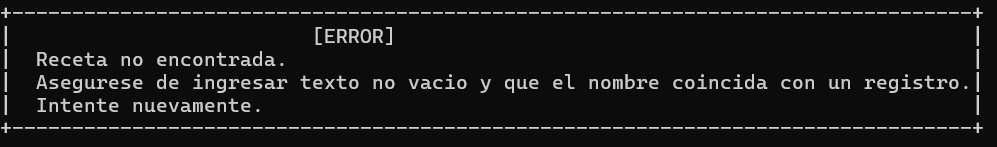 [ERROR]
Receta no encontrada.
Asegurese de ingresar texto no vacio y que el nombre coincida con un registro.
Intente nuevamente.